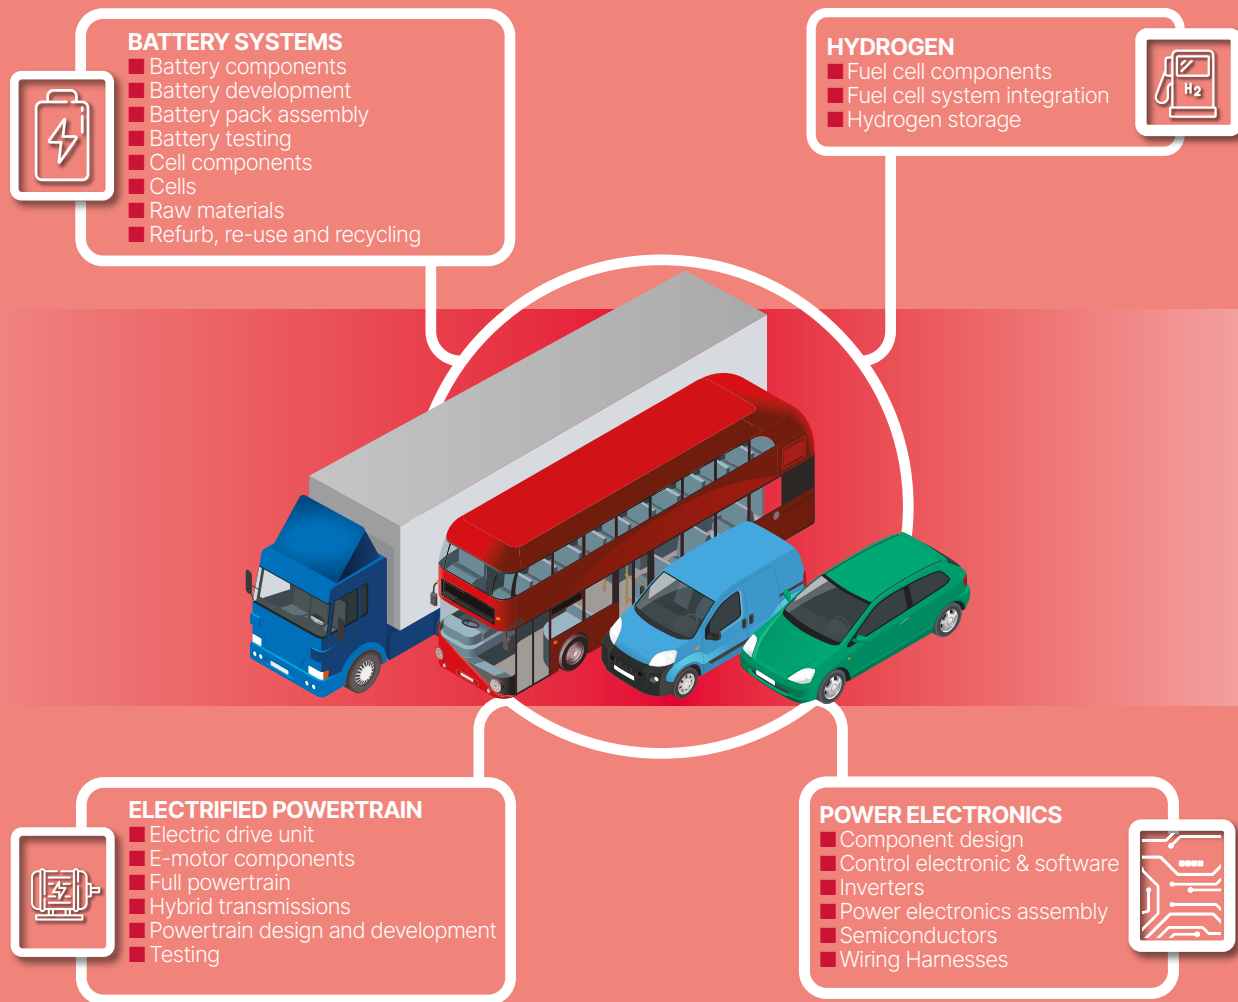 BATTERY SYSTEMS
Battery components
Battery development
Battery pack assembly
Battery testing
Cell components
Cells
Raw materials
Refurb, re-use and recycling
HYDROGEN
Fuel cell components
Fuel cell system integration
Hydrogen storage
H2
ELECTRIFIED POWERTRAIN
Electric drive unit
E-motor components
Full powertrain
Hybrid transmissions
Powertrain design and development
Testing
POWER ELECTRONICS
Component design
Control electronic & software
Inverters
Power electronics assembly
Semiconductors
Wiring Harnesses